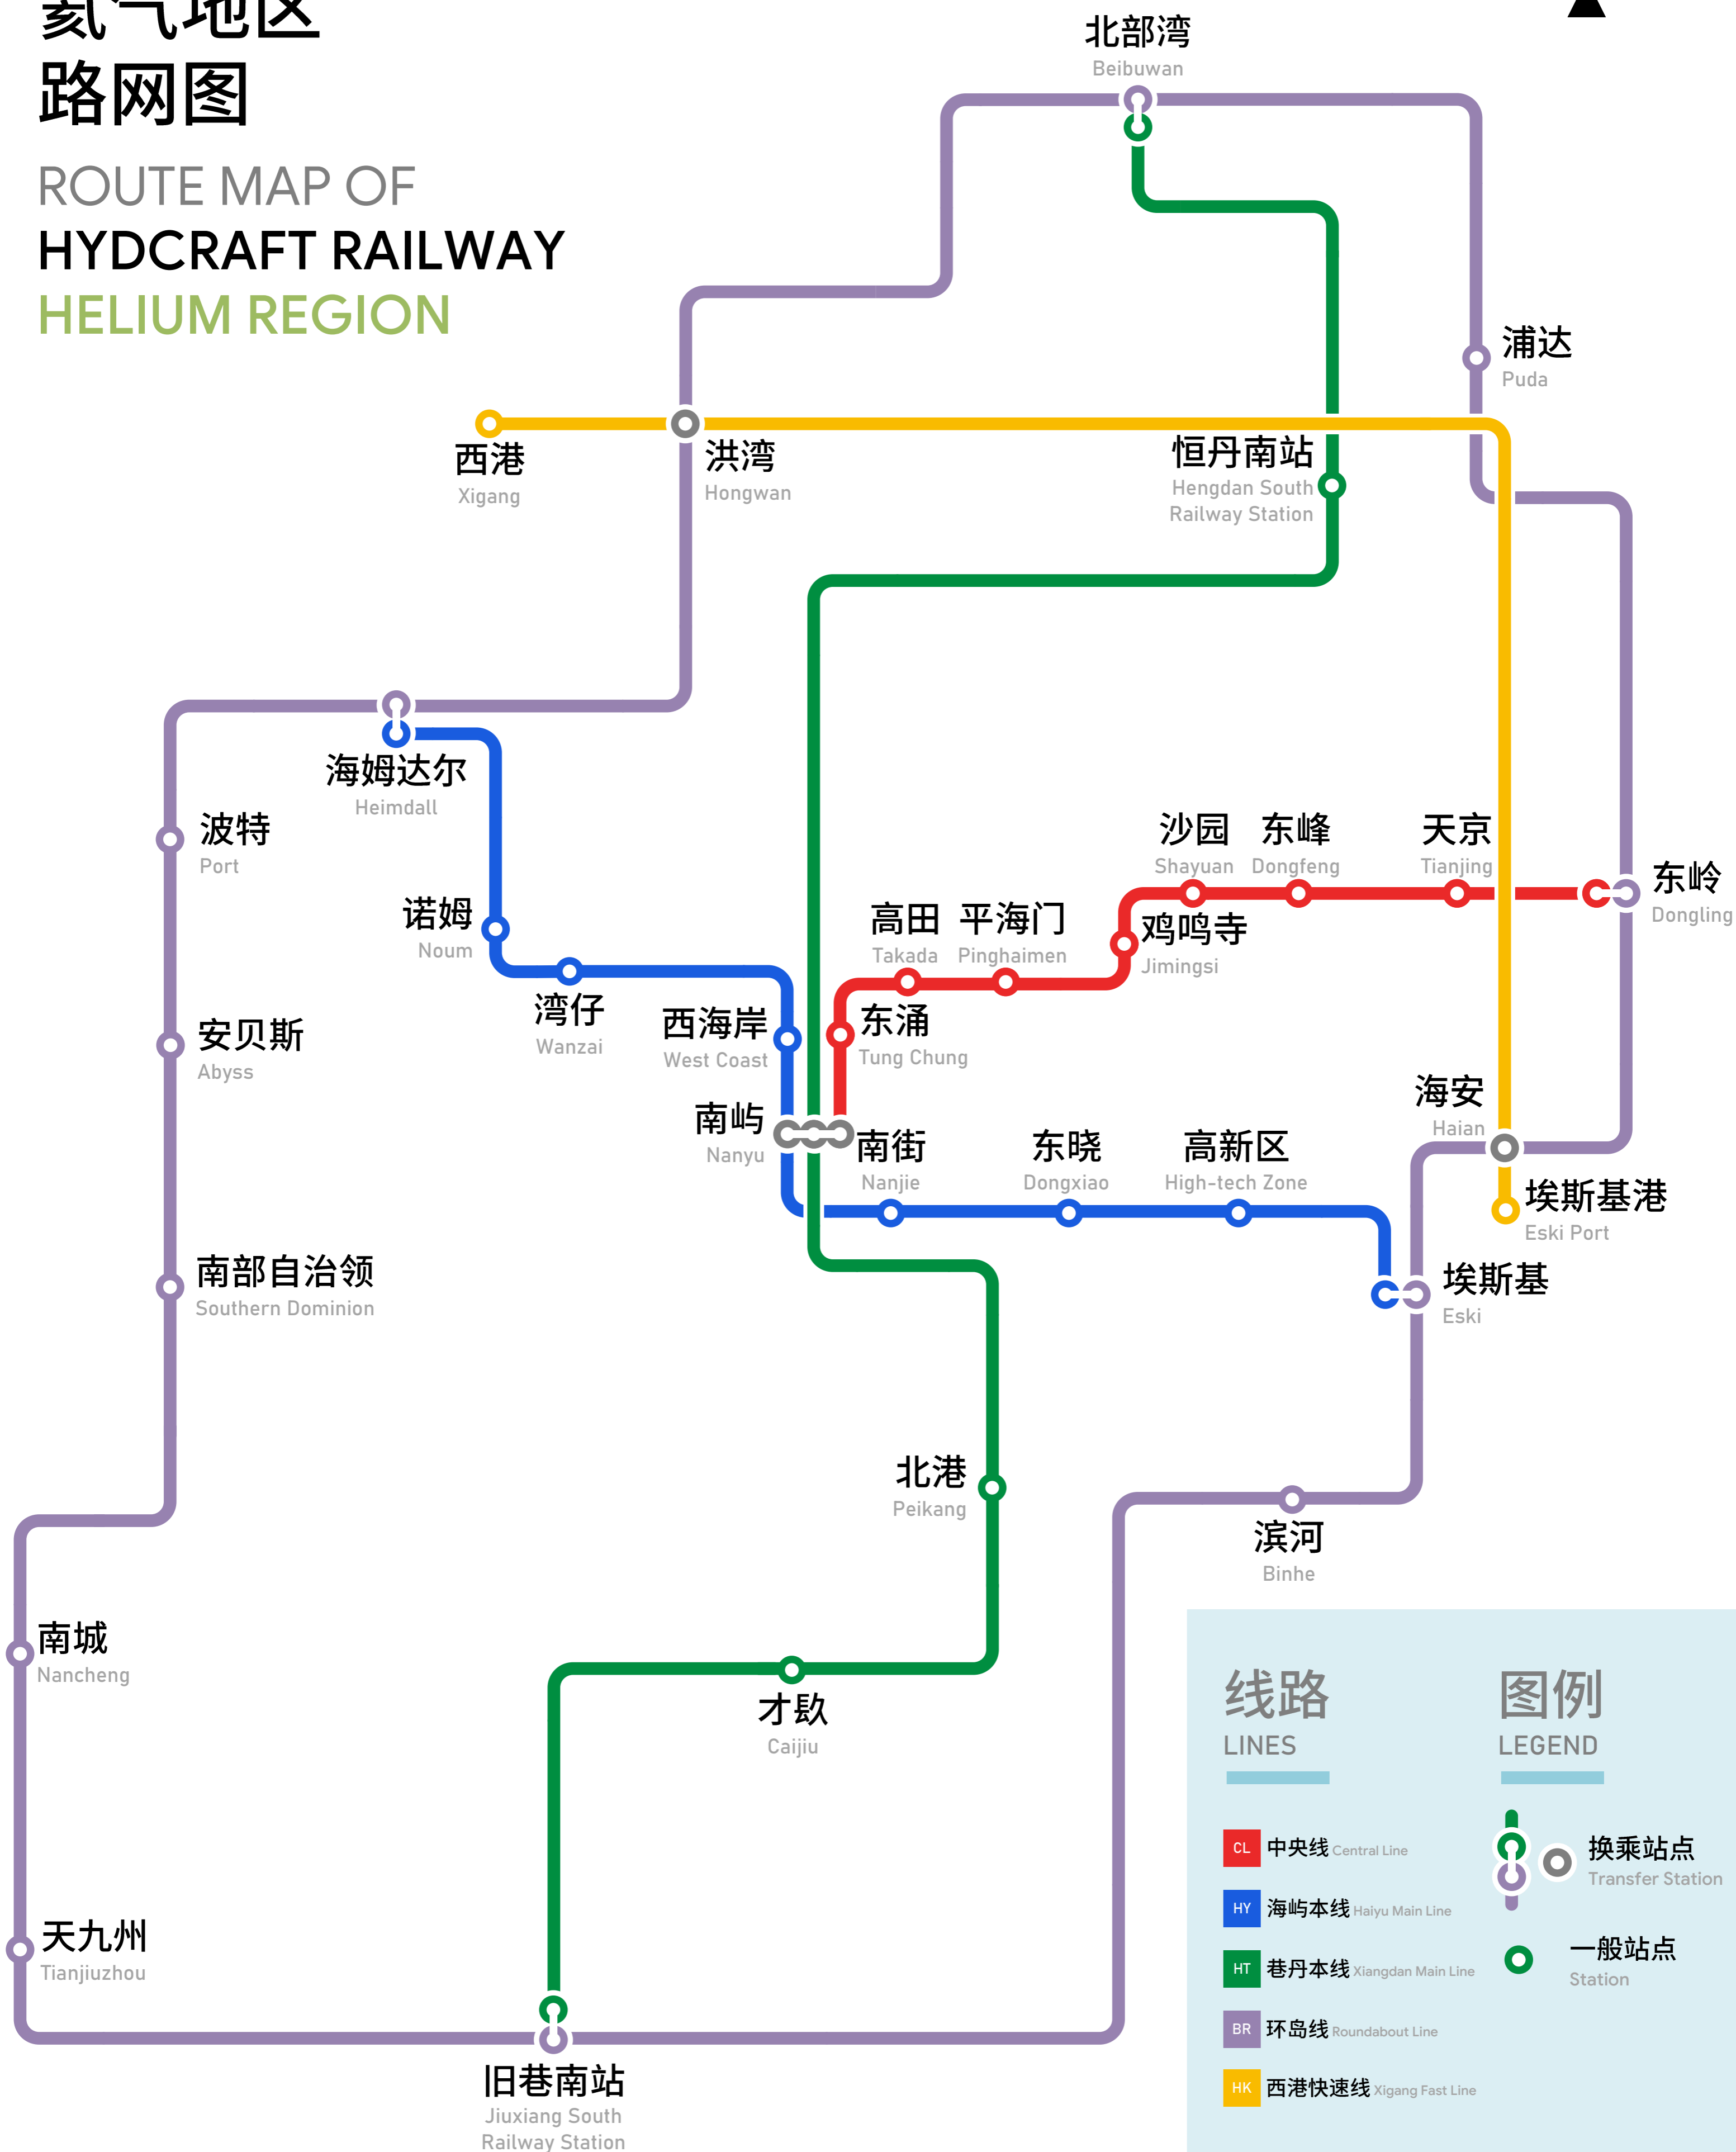 氦气地区
路网图
ROUTE MAP OF
HYDCRAFT RAILWAY
HELIUM REGION
北部湾
Beibuwan
浦达
Puda
西港
Xigang
洪湾
Hongwan
恒丹南站
Hengdan South
Railway Station
海姆达尔
Heimdall
波特
Port
诺姆
Noum
湾仔
Wanzai
西海岸
West Coast
高田
Takada
平海门
Pinghaimen
沙园
Shayuan
东峰
Dongfeng
天京
Tianjing
东岭
Dongling
鸡鸣寺
Jimingsi
东涌
Tung Chung
安贝斯
Abyss
南屿
Nanyu
南街
Nanjie
东晓
Dongxiao
高新区
High-tech Zone
海安
Haian
埃斯基港
Eski Port
埃斯基
Eski
南部自治领
Southern Dominion
北港
Peikang
滨河
Binhe
南城
Nancheng
才镹
Caijiu
天九州
Tianjiuzhou
旧巷南站
Jiuxiang South
Railway Station
线路
LINES
CL 中央线 Central Line
HY 海屿本线 Haiyu Main Line
HT 巷丹本线 Xiangdan Main Line
BR 环岛线 Roundabout Line
HK 西港快速线 Xigang Fast Line
图例
LEGEND
换乘站点
Transfer Station
一般站点
Station